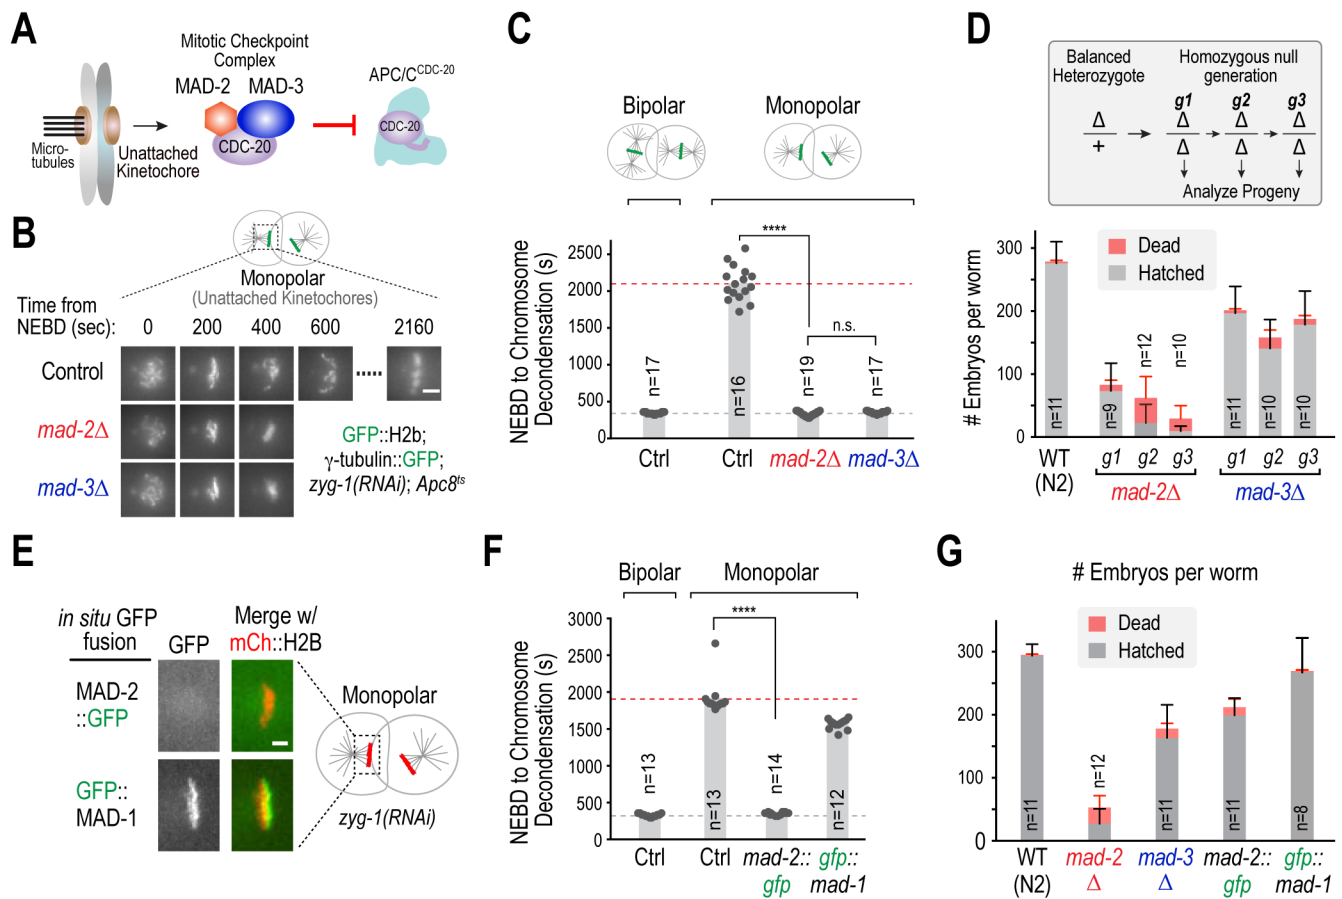 A
Mitotic Checkpoint
Complex
MAD-2
MAD-3
CDC-20
APC/C^CDC-20
CDC-20
Micro-
tubules
Unattached
Kinetochore
B
Monopolar
(Unattached Kinetochores)
Time from
NEBD (sec):
0
200
400
600
2160
Control
mad-2Δ
mad-3Δ
GFP::H2b;
γ-tubulin::GFP;
zyg-1(RNAi); Apc8^ts
C
Bipolar
Monopolar
NEBD to Chromosome
Decondensation (s)
2500
2000
1500
1000
500
0
****
n.s.
n=17
n=16
n=19
n=17
Ctrl
Ctrl
mad-2Δ
mad-3Δ
D
Balanced
Heterozygote
Homozygous null
generation
g1
g2
g3
Δ
+
Δ
Δ
Δ
Δ
Δ
Δ
Analyze Progeny
# Embryos per worm
300
200
100
0
Dead
Hatched
n=11
n=9
n=12
n=10
n=11
n=10
n=10
WT
(N2)
g1
g2
g3
mad-2Δ
g1
g2
g3
mad-3Δ
E
in situ GFP
fusion
GFP
Merge w/
mCh::H2B
MAD-2
::GFP
GFP::
MAD-1
Monopolar
zyg-1(RNAi)
F
Bipolar
Monopolar
NEBD to Chromosome
Decondensation (s)
3000
2500
2000
1500
1000
500
0
****
n=13
n=13
n=14
n=12
Ctrl
Ctrl
mad-2::
gfp
gfp::
mad-1
G
# Embryos per worm
Dead
Hatched
300
200
100
0
n=11
n=12
n=11
n=11
n=8
WT
(N2)
mad-2
Δ
mad-3
Δ
mad-2::
gfp
gfp::
mad-1